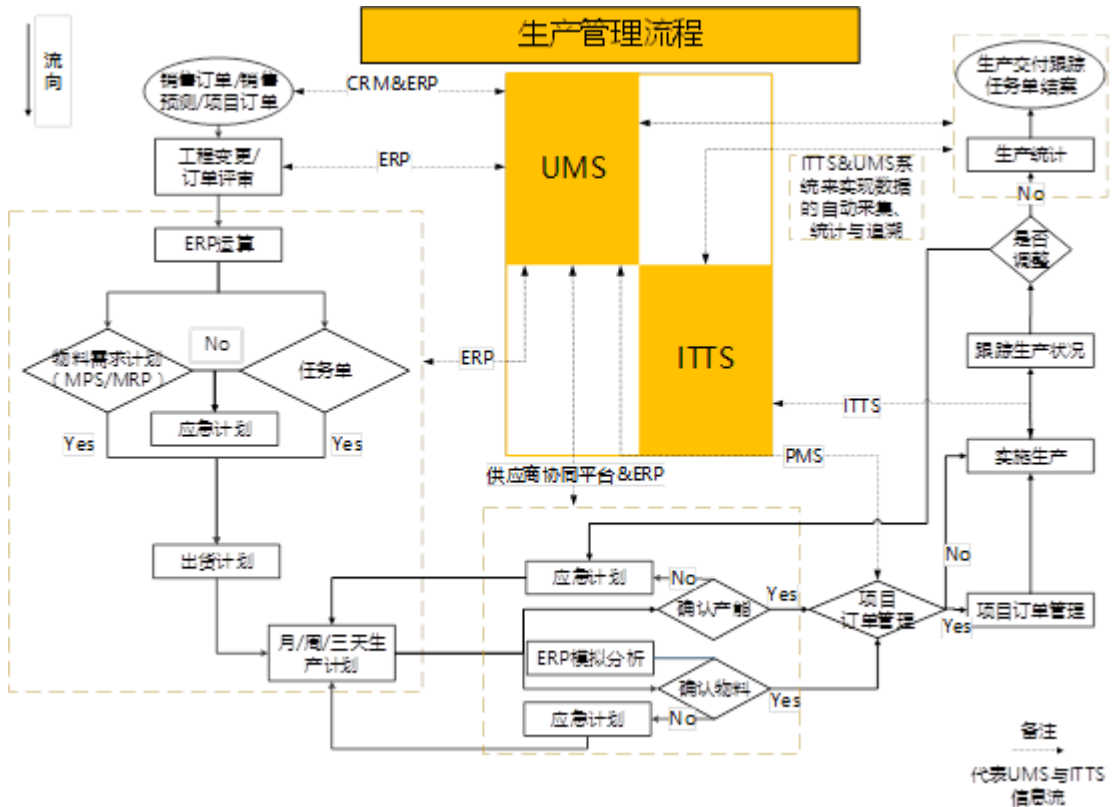 生产管理流程
流
向
销售订单/销售
预测/项目订单
CRM&ERP
工程变更/
订单评审
ERP
UMS
ITTS&UMS系
统来实现数据
的自动采集、
统计与追溯
生产交付跟踪
任务单结案
生产统计
No
是否
调整
ERP运算
No
物料需求计划
（MPS/MRP）
任务单
应急计划
Yes
Yes
ERP
ITTS
跟踪生产状况
ITTS
实施生产
PMS
供应商协同平台&ERP
出货计划
月/周/三天生
产计划
应急计划
No
确认产能
Yes
ERP模拟分析
确认物料
Yes
应急计划
No
项目
订单管理
No
Yes
项目订单管理
备注
代表UMS与ITTS
信息流